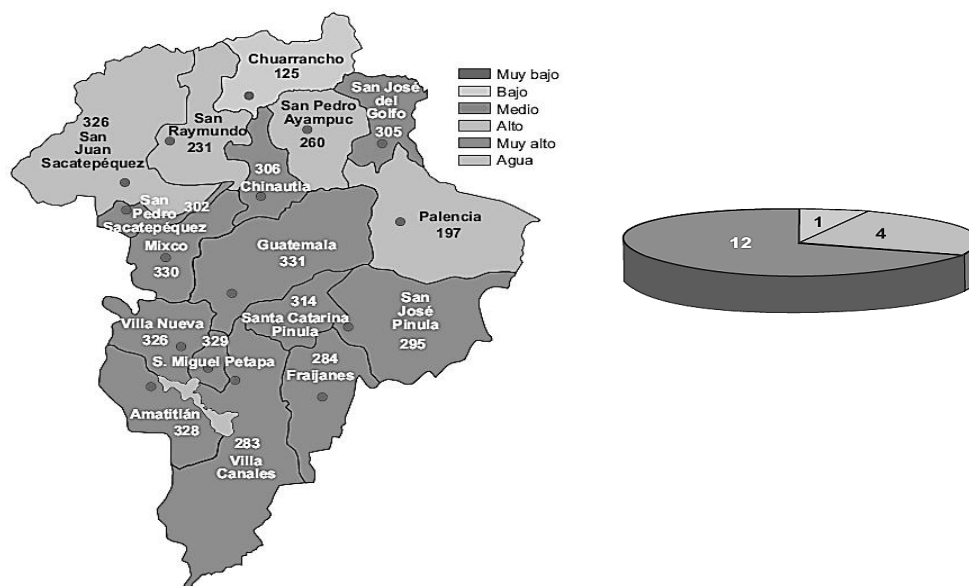 Chuarrancho
125
San José
del
Golfo
305
San Pedro
Ayampuc
260
San
Raymundo
231
326
San
Juan
Sacatepéquez
306
Chinautla
San 302
Pedro
Sacatepéquez
Mixco
330
Guatemala
331
Palencia
197
314
Santa Catarina
Pinula
San
José
Pinula
295
Villa Nueva
326
329
S. Miguel Petapa
284
Fraijanes
Amatitlán
328
283
Villa
Canales
Muy bajo
Bajo
Medio
Alto
Muy alto
Agua
1
4
12